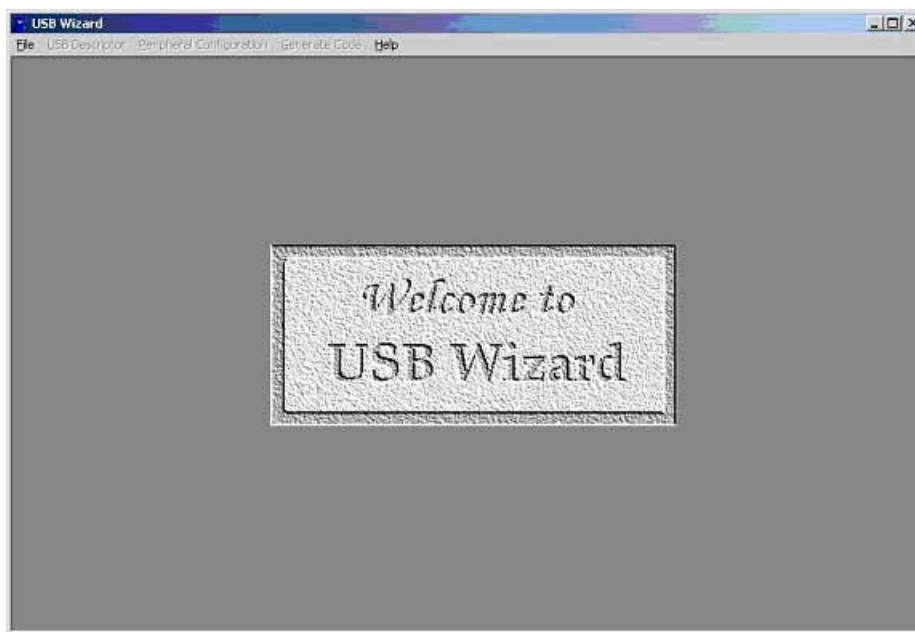 USB Wizard
File USB Descriptor Peripheral Configuration Generate Code Help
Welcome to
USB Wizard